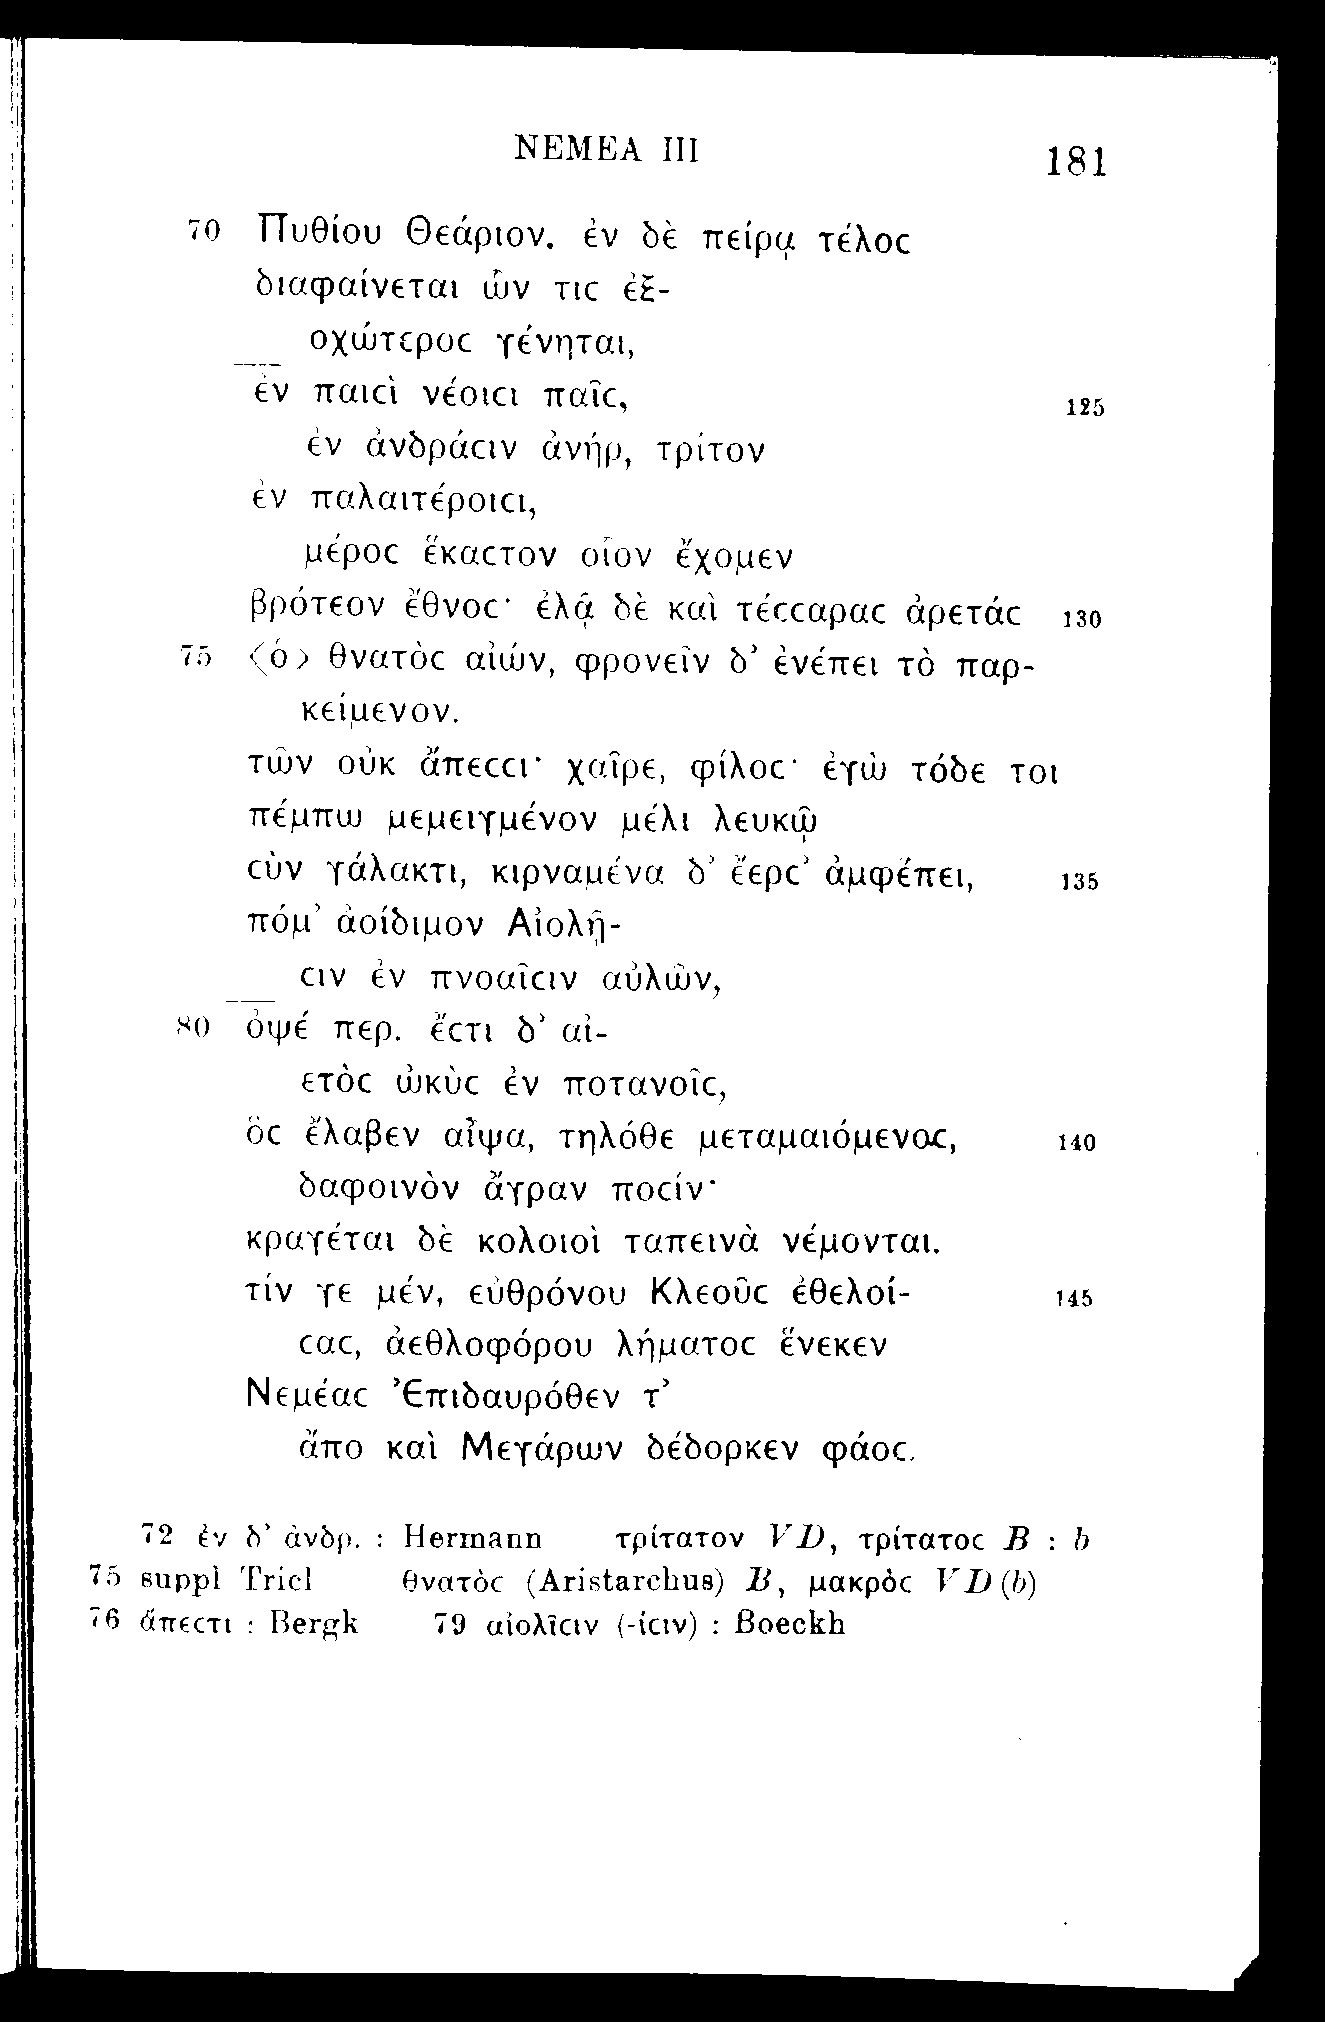 ΝΕΜΕΑ III 181
70 Πυθίου Θεάριον. ἐν δὲ πείρᾳ τέλοϲ
διαφαίνεται ὧν τιϲ ἐξ-
οχώτεροϲ γένηται,
ἐν παιϲὶ νέοιϲι παῖϲ, 125
ἐν ἀνδράϲιν ἀνήρ, τρίτον
ἐν παλαιτέροιϲι,
μέροϲ ἕκαϲτον οἷον ἔχομεν
βρότεον ἔθνοϲ· ἐλᾷ δὲ καὶ τέϲϲαραϲ ἀρετάϲ 130
75 〈ὁ〉 θνατὸϲ αἰών, φρονεῖν δ’ ἐνέπει τὸ παρ-
κείμενον.
τῶν οὐκ ἄπεϲϲι· χαῖρε, φίλοϲ· ἐγὼ τόδε τοι
πέμπω μεμειγμένον μέλι λευκῷ
ϲὺν γάλακτι, κιρναμένα δ’ ἔερϲ’ ἀμφέπει, 135
πόμ’ ἀοίδιμον Αἰολῇ-
ϲιν ἐν πνοαῖϲιν αὐλῶν,
80 ὀψέ περ. ἔϲτι δ’ αἰ-
ετὸϲ ὠκὺϲ ἐν ποτανοῖϲ,
ὃϲ ἔλαβεν αἶψα, τηλόθε μεταμαιόμενοϲ, 140
δαφοινὸν ἄγραν ποϲίν·
κραγέται δὲ κολοιοὶ ταπεινὰ νέμονται.
τίν γε μέν, εὐθρόνου Κλεοῦϲ ἐθελοί- 145
ϲαϲ, ἀεθλοφόρου λήματοϲ ἕνεκεν
Νεμέαϲ Ἐπιδαυρόθεν τ’
ἄπο καὶ Μεγάρων δέδορκεν φάοϲ.
72 ἐν δ’ ἀνδρ. : Hermann τρίτατον VD, τρίτατοϲ B : b
75 suppl Tricl θνατὸϲ (Aristarchus) B, μακρὸϲ VD (b)
76 ἄπεϲτι : Bergk 79 αἰολῖϲιν (-ίϲιν) : Boeckh